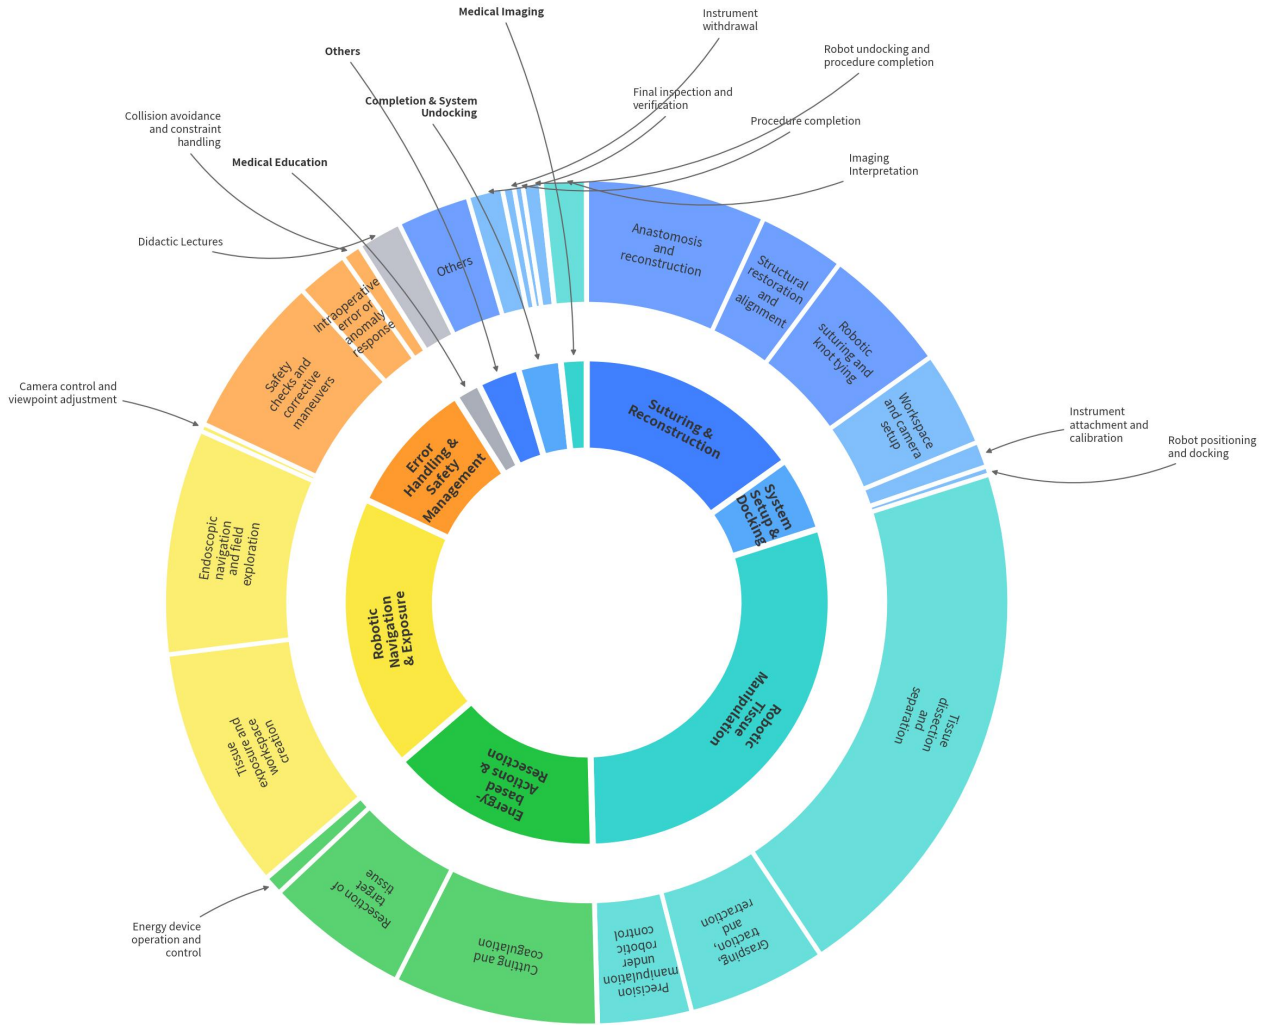 Medical Imaging
Instrument
withdrawal
Others
Robot undocking and
procedure completion
Completion & System
Undocking
Final inspection and
verification
Collision avoidance
and constraint
handling
Procedure completion
Medical Education
Imaging
Interpretation
Didactic Lectures
Others
Anastomosis
and
reconstruction
Structural
restoration
and
alignment
Robotic
suturing and
knot tying
Workspace
and camera
setup
Instrument
attachment and
calibration
Robot positioning
and docking
Intraoperative
error or
anomaly
response
Safety
checks and
corrective
maneuvers
Camera control and
viewpoint adjustment
Suturing &
Reconstruction
System
Setup &
Docking
Error
Handling &
Safety
Management
Endoscopic
navigation
and field
exploration
Robotic
Navigation
& Exposure
Robotic
Tissue
Manipulation
Tissue
dissection
and
separation
Energy-
based
Actions &
Resection
Tissue
exposure and
workspace
creation
Resection of
target
tissue
Cutting and
coagulation
Precision
manipulation
under
robotic
control
Grasping,
traction,
and
retraction
Energy device
operation and
control